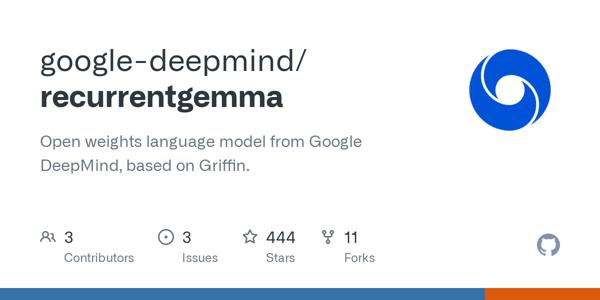 google-deepmind/
recurrentgemma
Open weights language model from Google
DeepMind, based on Griffin.
3 3 444 11
Contributors Issues Stars Forks